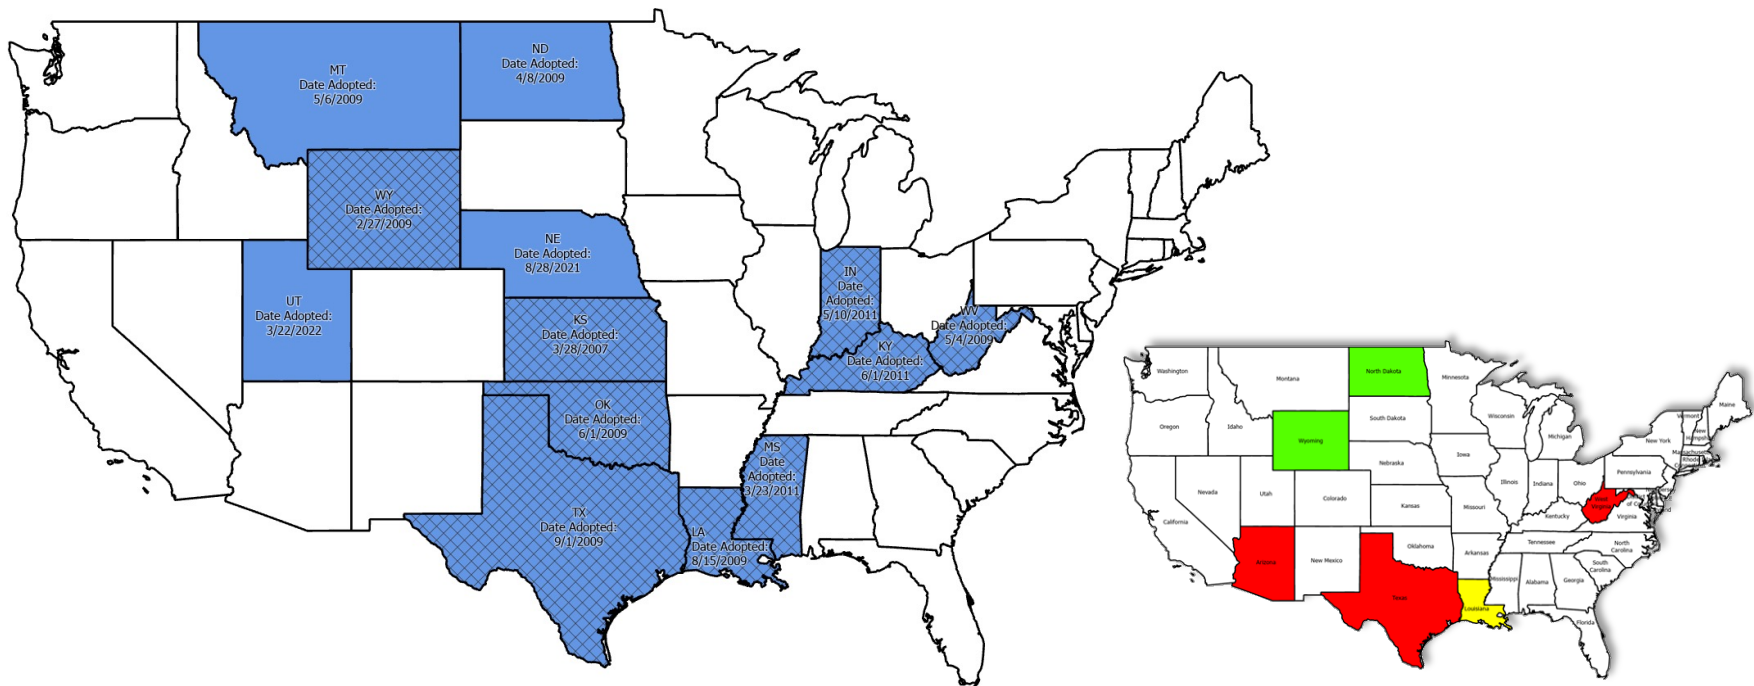 MT
Date Adopted:
5/6/2009
ND
Date Adopted:
4/8/2009
WY
Date Adopted:
2/27/2009
NE
Date Adopted:
8/28/2021
UT
Date Adopted:
3/22/2022
KS
Date Adopted:
3/28/2007
IN
Date
Adopted:
5/10/2011
WV
Date Adopted:
5/4/2009
KY
Date Adopted:
6/1/2011
OK
Date Adopted:
6/1/2009
MS
Date
Adopted:
3/23/2011
TX
Date Adopted:
9/1/2009
LA
Date Adopted:
8/15/2009
Washington
Montana
North Dakota
Minnesota
Maine
Oregon
Idaho
Wyoming
South Dakota
Wisconsin
Michigan
Vermont
New
Hampshire
New York
Massachusetts
Rhode
Nebraska
Iowa
Pennsylvania
Nevada
Utah
Colorado
Kansas
Illinois
Indiana
Ohio
West
Virginia
Virginia
California
Missouri
Kentucky
Arizona
New Mexico
Oklahoma
Arkansas
Tennessee
North
Carolina
South
Carolina
Texas
Louisiana
Mississippi
Alabama
Georgia
Florida